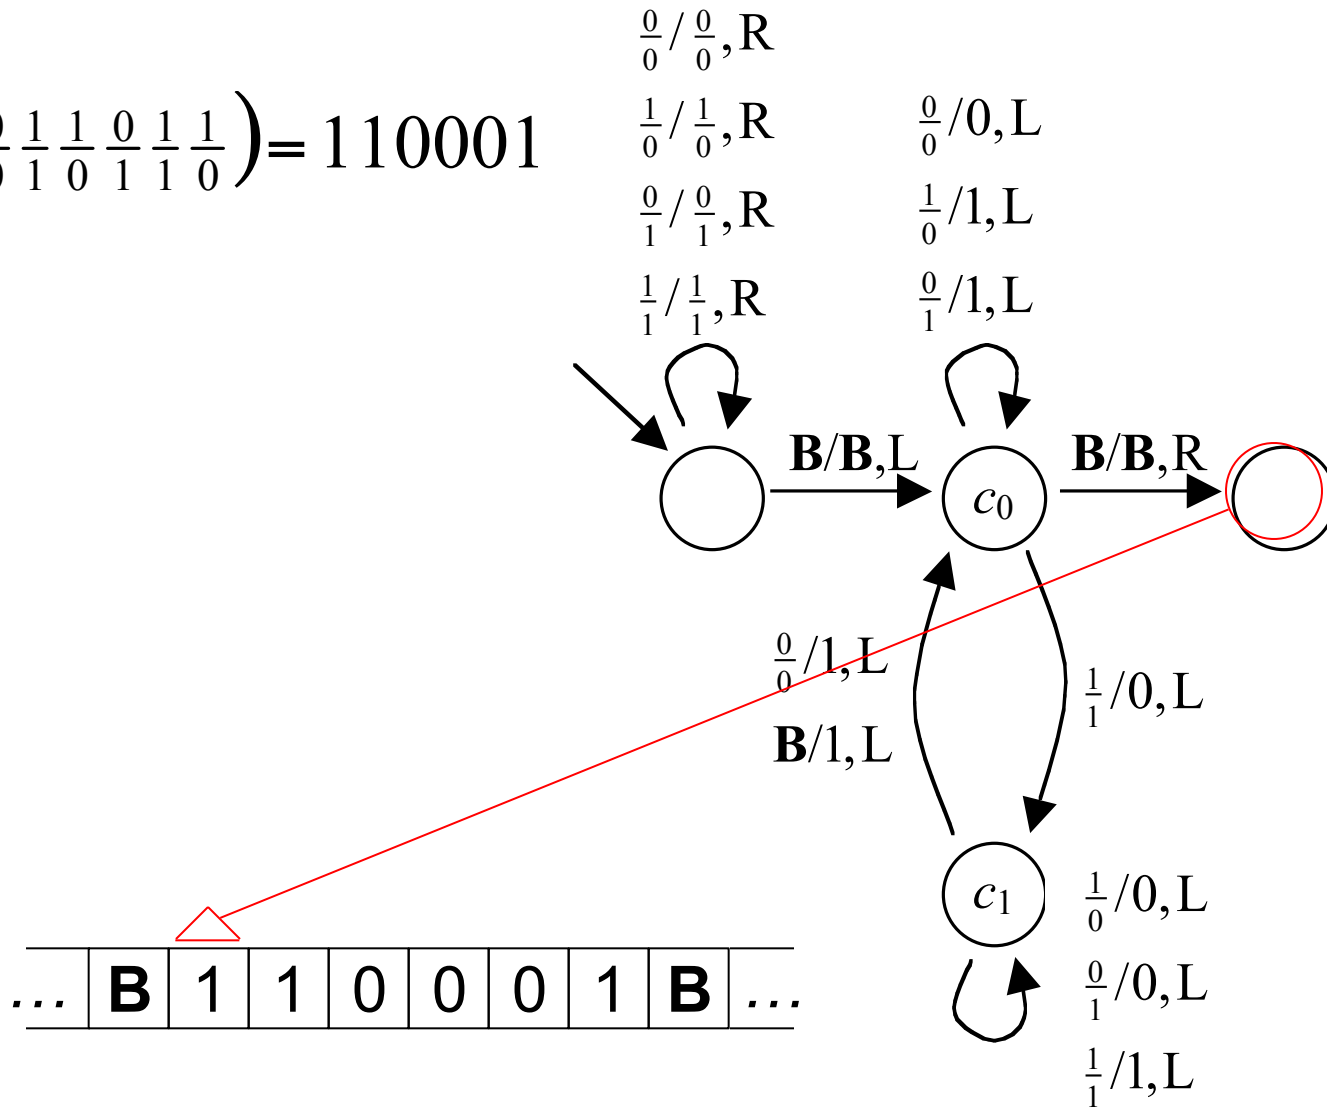 0/0 / 0/0, R
1/1 1/0 0/1 1/1 1/0) = 110001
1/0 / 1/0, R
0/0 /0, L
0/1 / 0/1, R
1/0 /1, L
1/1 / 1/1, R
0/1 /1, L
B/B, L
B/B, R
c0
0/0 /1, L
B/1, L
1/1 /0, L
c1
1/0 /0, L
0/1 /0, L
1/1 /1, L
... B 1 1 0 0 0 1 B ...